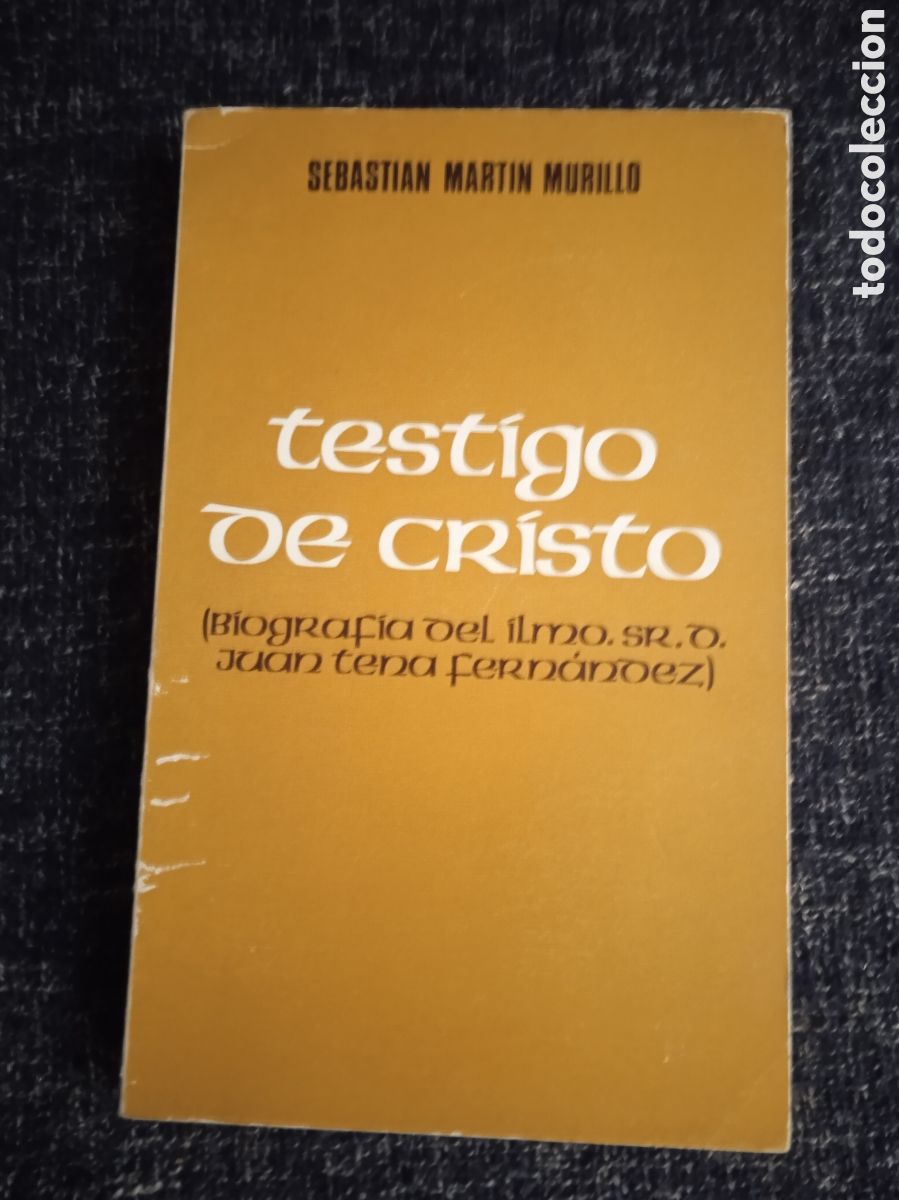 SEBASTIAN MARTIN MURILLO
testigo
de cristo
(Biografía del ilmo. sr. d.
juan tena fernández)
todocoleccion